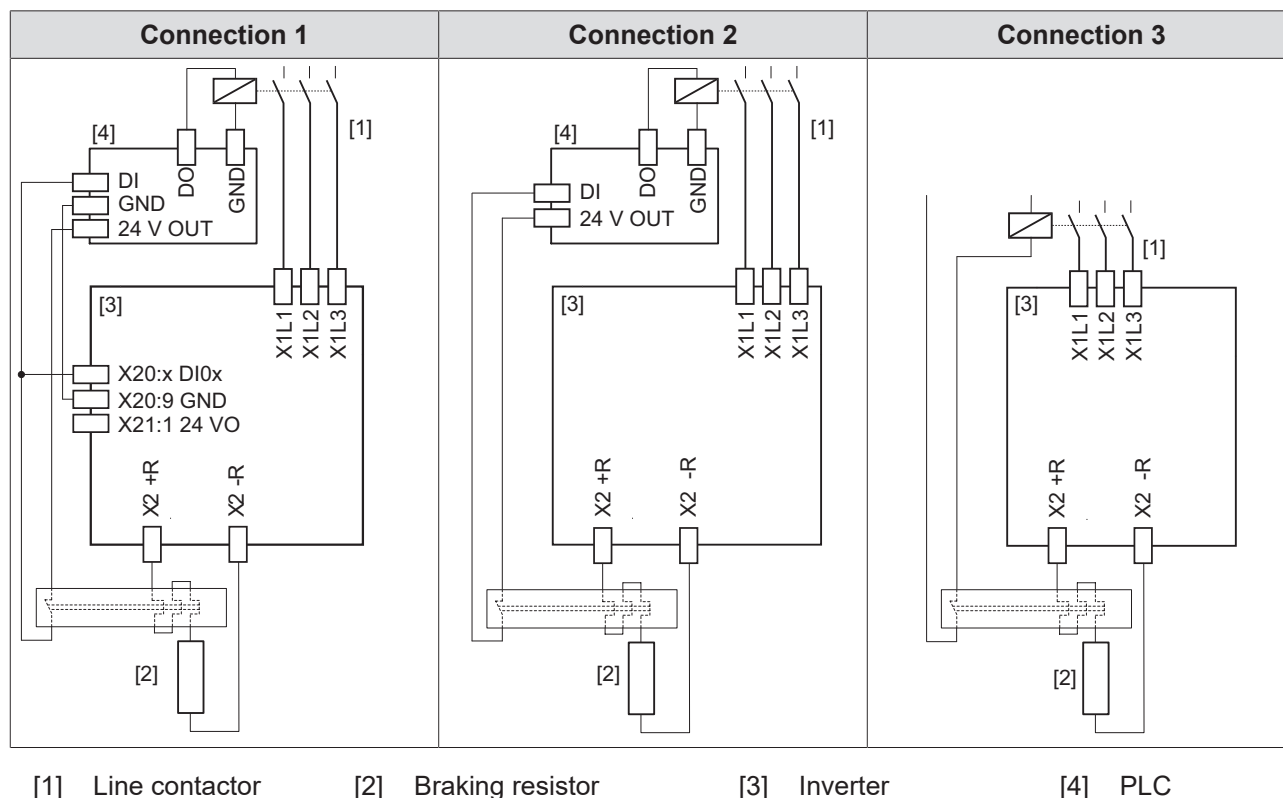 Connection 1 Connection 2 Connection 3
[4]
[1]
DO
GND
DI
GND
24 V OUT
[3]
X1L1
X1L2
X1L3
X20:x DI0x
X20:9 GND
X21:1 24 VO
X2 +R
X2 -R
[2]
[4]
[1]
DO
GND
DI
24 V OUT
[3]
X1L1
X1L2
X1L3
X2 +R
X2 -R
[2]
[1]
[3]
X1L1
X1L2
X1L3
X2 +R
X2 -R
[2]
[1] Line contactor [2] Braking resistor [3] Inverter [4] PLC